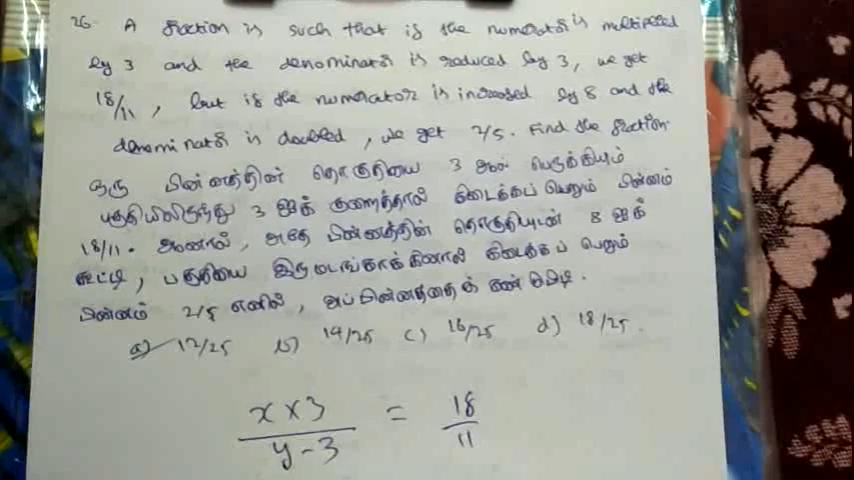 26. A fraction is such that if the numerator is multiplied
by 3 and the denominator is reduced by 3, we get
18/11, but if the numerator is increased by 8 and the
denominator is doubled, we get 2/5. Find the fraction.
ஒரு பின்னத்தின் தொகுதியை 3 ஆல் பெருக்கியும்
பகுதியிலிருந்து 3 ஐக் குறைத்தால் கிடைக்கப் பெறும் பின்னம்
18/11. ஆனால், அதே பின்னத்தின் தொகுதியுடன் 8 ஐக்
கூட்டி, பகுதியை இருமடங்காக்கினால் கிடைக்கப் பெறும்
பின்னம் 2/5 எனில், அப்பின்னத்தைக் கண்டுபிடி.
a) 12/25 b) 14/25 c) 16/25 d) 18/25.
x × 3 / y - 3 = 18 / 11